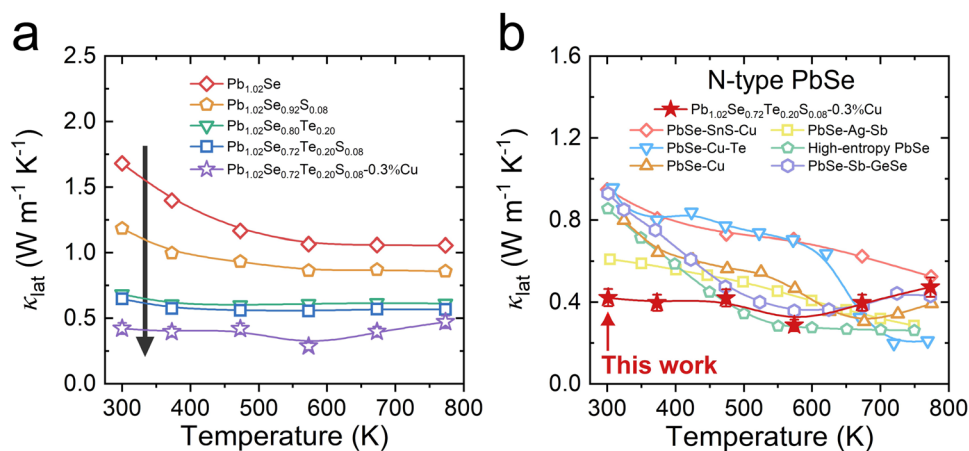 a
2.5
2.0
1.5
1.0
0.5
0.0
κlat (W m⁻¹ K⁻¹)
Pb1.02Se
Pb1.02Se0.92S0.08
Pb1.02Se0.80Te0.20
Pb1.02Se0.72Te0.20S0.08
Pb1.02Se0.72Te0.20S0.08-0.3%Cu
300 400 500 600 700 800
Temperature (K)
b
1.6
1.2
0.8
0.4
0.0
κlat (W m⁻¹ K⁻¹)
N-type PbSe
Pb1.02Se0.72Te0.20S0.08-0.3%Cu
PbSe-SnS-Cu
PbSe-Ag-Sb
PbSe-Cu-Te
High-entropy PbSe
PbSe-Cu
PbSe-Sb-GeSe
This work
300 400 500 600 700 800
Temperature (K)